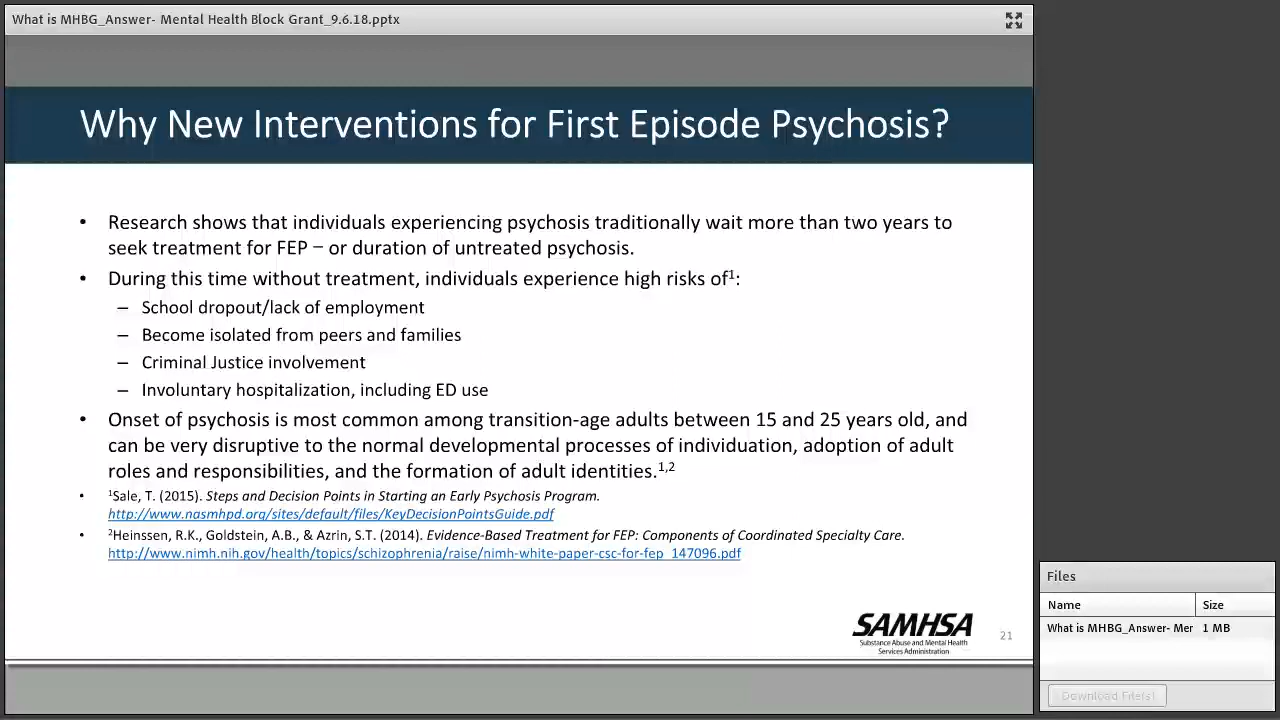 What is MHBG_Answer- Mental Health Block Grant_9.6.18.pptx
Why New Interventions for First Episode Psychosis?
• Research shows that individuals experiencing psychosis traditionally wait more than two years to
seek treatment for FEP – or duration of untreated psychosis.
• During this time without treatment, individuals experience high risks of¹:
– School dropout/lack of employment
– Become isolated from peers and families
– Criminal Justice involvement
– Involuntary hospitalization, including ED use
• Onset of psychosis is most common among transition-age adults between 15 and 25 years old, and
can be very disruptive to the normal developmental processes of individuation, adoption of adult
roles and responsibilities, and the formation of adult identities.¹,²
• ¹Sale, T. (2015). Steps and Decision Points in Starting an Early Psychosis Program.
http://www.nasmhpd.org/sites/default/files/KeyDecisionPointsGuide.pdf
• ²Heinssen, R.K., Goldstein, A.B., & Azrin, S.T. (2014). Evidence-Based Treatment for FEP: Components of Coordinated Specialty Care.
http://www.nimh.nih.gov/health/topics/schizophrenia/raise/nimh-white-paper-csc-for-fep_147096.pdf
SAMHSA
Substance Abuse and Mental Health
Services Administration
21
Files
Name Size
What is MHBG_Answer- Mer 1 MB
Download File(s)